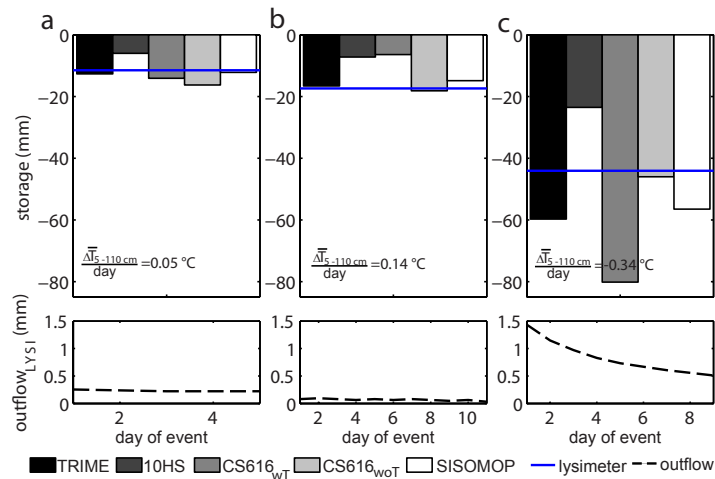 a
b
c
0
−20
−40
−60
−80
storage (mm)
0
−20
−40
−60
−80
0
−20
−40
−60
−80
ΔT̅5 -110 cm
day
=0.05 °C
ΔT̅5 -110 cm
day
=0.14 °C
ΔT̅5 -110 cm
day
=-0.34 °C
outflowLYSI (mm)
1.5
1
0.5
0
2 4
day of event
1.5
1
0.5
0
2 4 6 8 10
day of event
1.5
1
0.5
0
2 4 6 8
day of event
TRIME 10HS CS616wT CS616woT SISOMOP lysimeter outflow